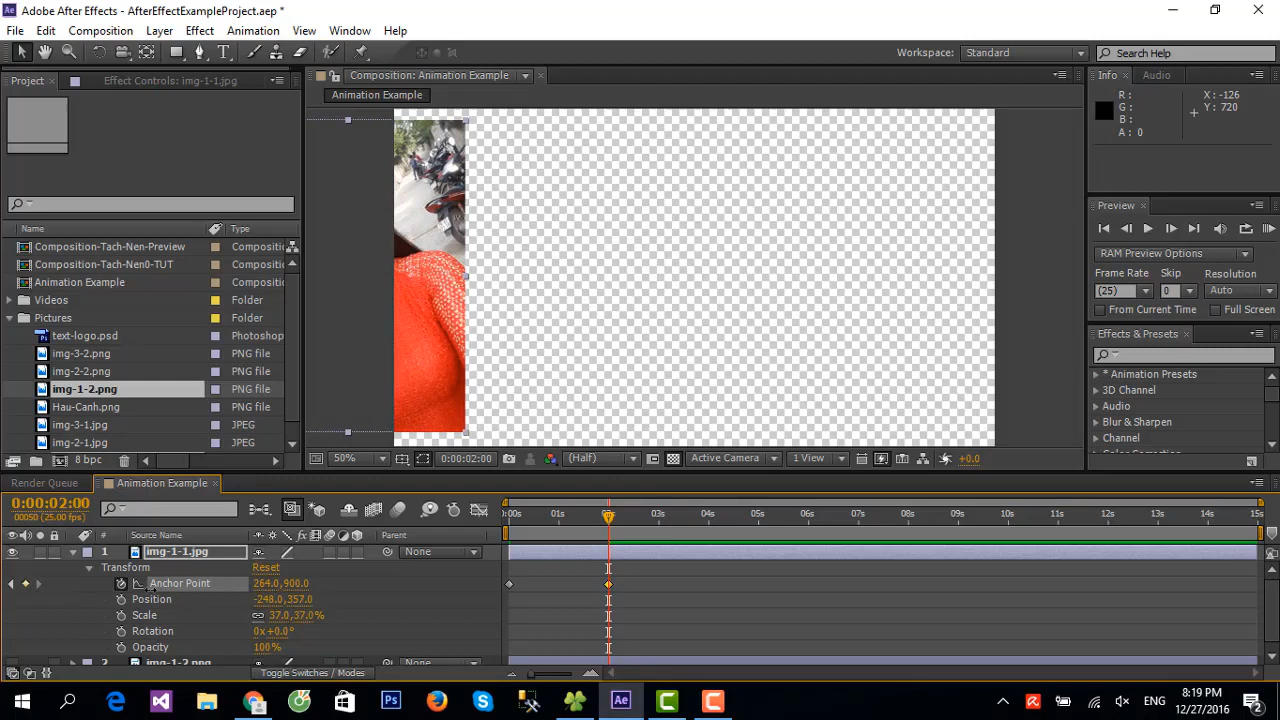 Ae Adobe After Effects - AfterEffectExampleProject.aep *
File Edit Composition Layer Effect Animation View Window Help
Workspace: Standard Search Help
Project Effect Controls: img-1-1.jpg
Composition: Animation Example
Animation Example
Info Audio
R: X: -126
G: Y: 720
B:
A: 0
Preview
RAM Preview Options
Frame Rate Skip Resolution
(25) 0 Auto
From Current Time Full Screen
Effects & Presets
* Animation Presets
3D Channel
Audio
Blur & Sharpen
Channel
Color Correction
Name Type
Composition-Tach-Nen-Preview Compositi
Composition-Tach-Nen0-TUT Compositi
Animation Example Compositi
Videos Folder
Pictures Folder
text-logo.psd Photoshop
img-3-2.png PNG file
img-2-2.png PNG file
img-1-2.png PNG file
Hau-Canh.png PNG file
img-3-1.jpg JPEG
img-2-1.jpg JPEG
8 bpc
50% 0:00:02:00 (Half) Active Camera 1 View +0.0
Render Queue Animation Example
0:00:02:00
00050 (25.00 fps)
:00s 01s 03s 04s 05s 06s 07s 08s 09s 10s 11s 12s 13s 14s 15s
# Source Name Parent
1 img-1-1.jpg None
Transform Reset
Anchor Point 264.0,900.0
Position -248.0,357.0
Scale 37.0,37.0%
Rotation 0x+0.0°
Opacity 100%
2 img-1-2.png None
Toggle Switches / Modes
Ps Ae
ENG 8:19 PM
12/27/2016 2